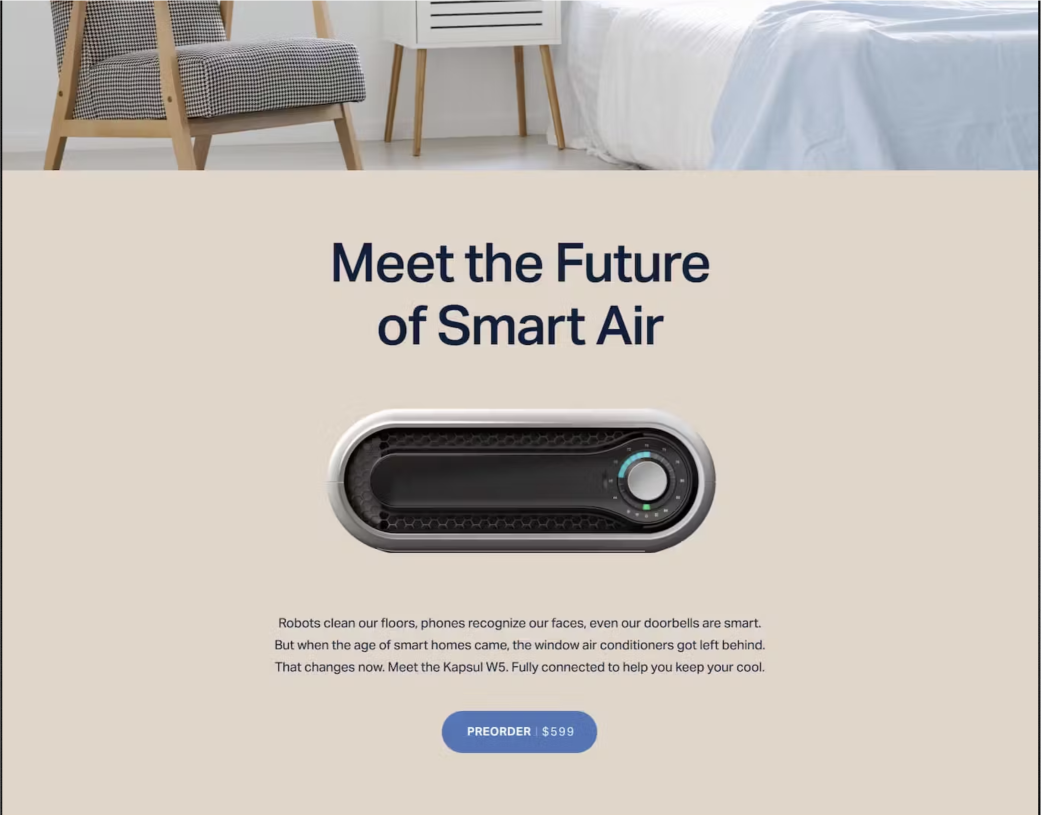 Meet the Future
of Smart Air
Robots clean our floors, phones recognize our faces, even our doorbells are smart.
But when the age of smart homes came, the window air conditioners got left behind.
That changes now. Meet the Kapsul W5. Fully connected to help you keep your cool.
PREORDER | $599